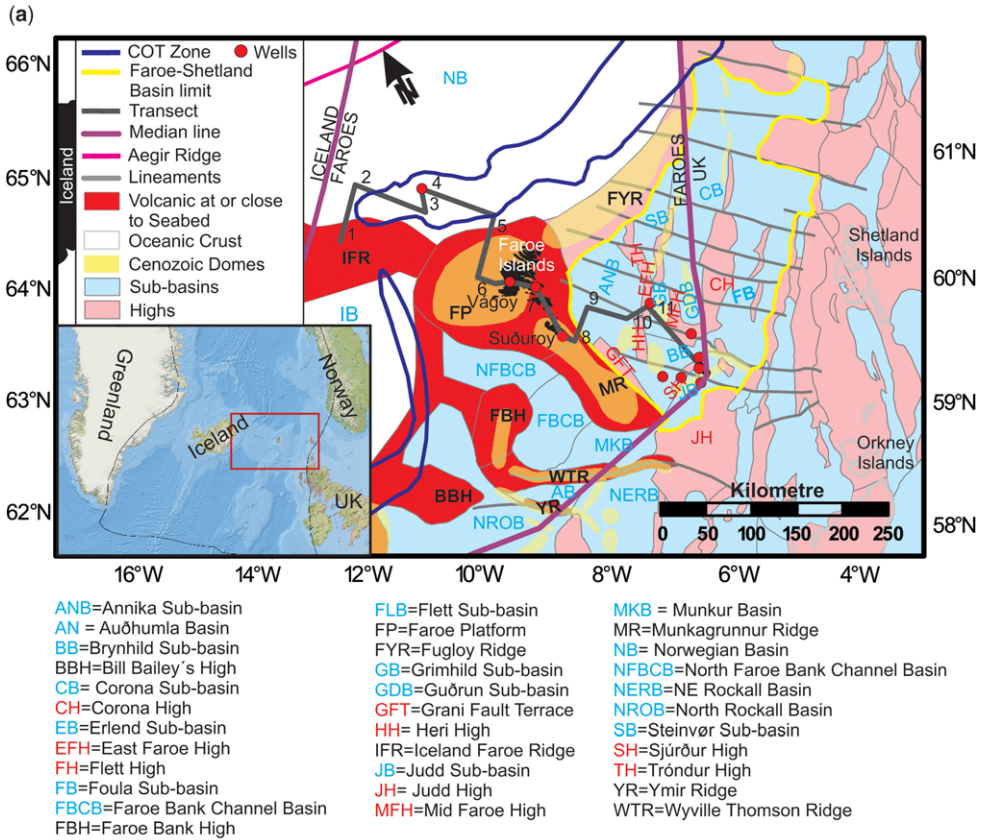 (a)
66°N
65°N
64°N
63°N
62°N
COT Zone
Wells
Faroe-Shetland
Basin limit
Transect
Median line
Aegir Ridge
Lineaments
Volcanic at or close
to Seabed
Oceanic Crust
Cenozoic Domes
Sub-basins
Highs
Iceland
N
NB
ICELAND
FAROES
FAROES
UK
61°N
60°N
59°N
58°N
1
2
3
4
5
6
7
8
9
10
11
IFR
IB
FP
Faroe
Islands
Vágoy
Suðuroy
FYR
SB
CB
ANB
TH
EFH
GB
MFH
GDB
CH
FB
HH
BB
GFT
SH
JB
JH
MR
NFBCB
FBH
FBCB
MKB
WTR
AB
YR
NERB
BBH
NROB
Shetland
Islands
Orkney
Islands
Kilometre
0 50 100 150 200 250
Greenland
Iceland
Norway
UK
16°W 14°W 12°W 10°W 8°W 6°W 4°W
ANB=Annika Sub-basin
AN = Auðhumla Basin
BB=Brynhild Sub-basin
BBH=Bill Bailey´s High
CB= Corona Sub-basin
CH=Corona High
EB=Erlend Sub-basin
EFH=East Faroe High
FH=Flett High
FB=Foula Sub-basin
FBCB=Faroe Bank Channel Basin
FBH=Faroe Bank High
FLB=Flett Sub-basin
FP=Faroe Platform
FYR=Fugloy Ridge
GB=Grimhild Sub-basin
GDB=Guðrun Sub-basin
GFT=Grani Fault Terrace
HH= Heri High
IFR=Iceland Faroe Ridge
JB=Judd Sub-basin
JH= Judd High
MFH=Mid Faroe High
MKB = Munkur Basin
MR=Munkagrunnur Ridge
NB= Norwegian Basin
NFBCB=North Faroe Bank Channel Basin
NERB=NE Rockall Basin
NROB=North Rockall Basin
SB=Steinvør Sub-basin
SH=Sjúrður High
TH=Tróndur High
YR=Ymir Ridge
WTR=Wyville Thomson Ridge